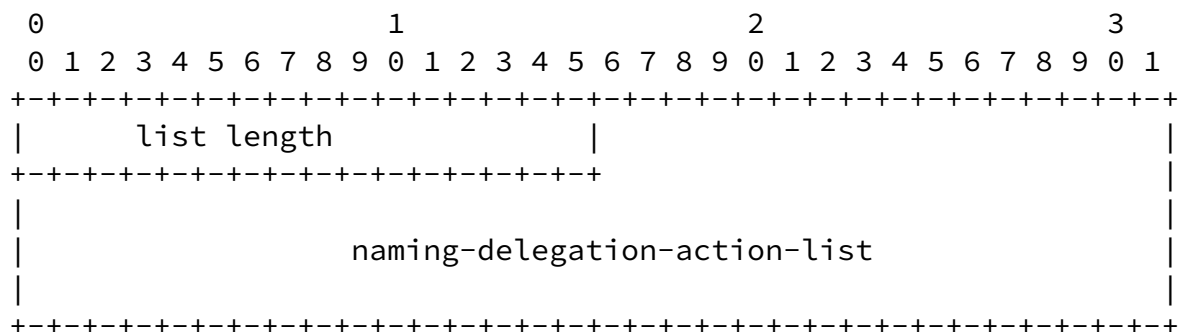 0                   1                   2                   3
 0 1 2 3 4 5 6 7 8 9 0 1 2 3 4 5 6 7 8 9 0 1 2 3 4 5 6 7 8 9 0 1
+-+-+-+-+-+-+-+-+-+-+-+-+-+-+-+-+-+-+-+-+-+-+-+-+-+-+-+-+-+-+-+-+
|      list length              |                               |
+-+-+-+-+-+-+-+-+-+-+-+-+-+-+-+-+                               |
|                                                               |
|                  naming-delegation-action-list                |
|                                                               |
+-+-+-+-+-+-+-+-+-+-+-+-+-+-+-+-+-+-+-+-+-+-+-+-+-+-+-+-+-+-+-+-+